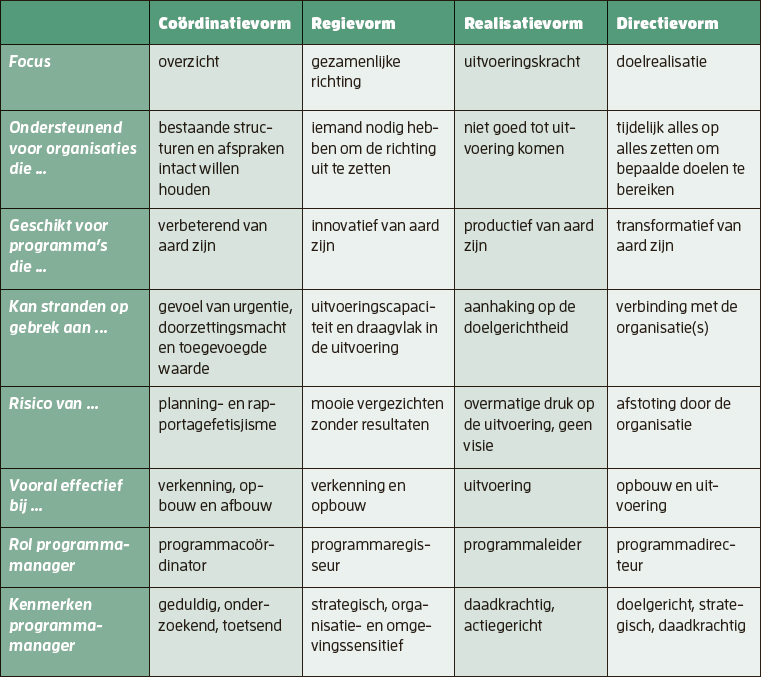 Coördinatievorm Regievorm Realisatievorm Directievorm
Focus overzicht gezamenlijke uitvoeringskracht doelrealisatie
richting
Ondersteunend bestaande struc- iemand nodig heb- niet goed tot uit- tijdelijk alles op
voor organisaties turen en afspraken ben om de richting voering komen alles zetten om
die ... intact willen uit te zetten bepaalde doelen te
houden bereiken
Geschikt voor verbeterend van innovatief van aard productief van aard transformatief van
programma's aard zijn zijn zijn aard zijn
die ...
Kan stranden op gevoel van urgentie, uitvoeringscapaci- aanhaking op de verbinding met de
gebrek aan ... doorzettingsmacht teit en draagvlak in doelgerichtheid organisatie(s)
en toegevoegde de uitvoering
waarde
Risico van ... planning- en rap- mooie vergezichten overmatige druk op afstoting door de
portagefetisjisme zonder resultaten de uitvoering, geen organisatie
visie
Vooral effectief verkenning, op- verkenning en uitvoering opbouw en uit-
bij ... bouw en afbouw opbouw voering
Rol programma- programmacoör- programmaregis- programmaleider programmadirec-
manager dinator seur teur
Kenmerken geduldig, onder- strategisch, orga- daadkrachtig, doelgericht, strate-
programma- zoekend, toetsend nisatie- en omge- actiegericht gisch, daadkrachtig
manager vingssensitief